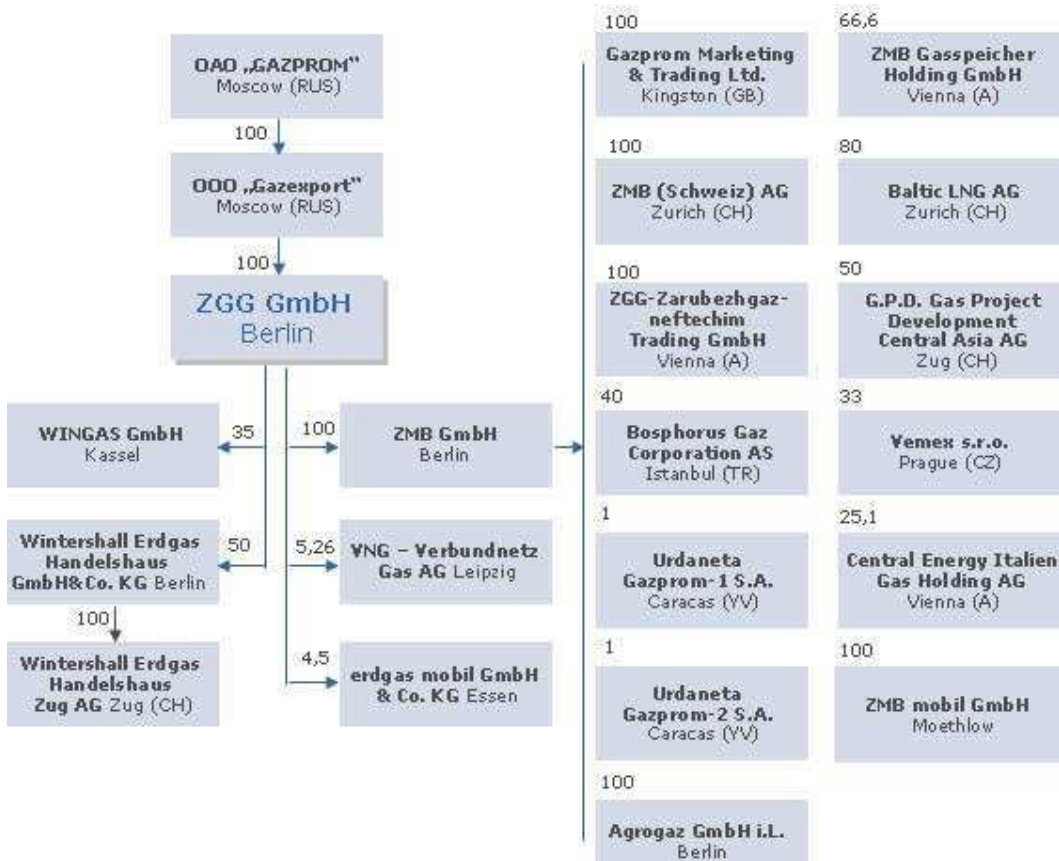 OAO „GAZPROM”
Moscow (RUS)
100
OOO „Gazexport”
Moscow (RUS)
100
ZGG GmbH
Berlin
WINGAS GmbH
Kassel
35
100
ZMB GmbH
Berlin
Wintershall Erdgas
Handelshaus
GmbH&Co. KG Berlin
50
5,26
VNG – Verbundnetz
Gas AG Leipzig
100
Wintershall Erdgas
Handelshaus
Zug AG Zug (CH)
4,5
erdgas mobil GmbH
& Co. KG Essen
100
Gazprom Marketing
& Trading Ltd.
Kingston (GB)
66,6
ZMB Gasspeicher
Holding GmbH
Vienna (A)
100
ZMB (Schweiz) AG
Zurich (CH)
80
Baltic LNG AG
Zurich (CH)
100
ZGG-Zarubezhgaz-
neftechim
Trading GmbH
Vienna (A)
50
G.P.D. Gas Project
Development
Central Asia AG
Zug (CH)
40
Bosphorus Gaz
Corporation AS
Istanbul (TR)
33
Vemex s.r.o.
Prague (CZ)
1
Urdaneta
Gazprom-1 S.A.
Caracas (YV)
25,1
Central Energy Italien
Gas Holding AG
Vienna (A)
1
Urdaneta
Gazprom-2 S.A.
Caracas (YV)
100
ZMB mobil GmbH
Moethlow
100
Agrogaz GmbH i.L.
Berlin